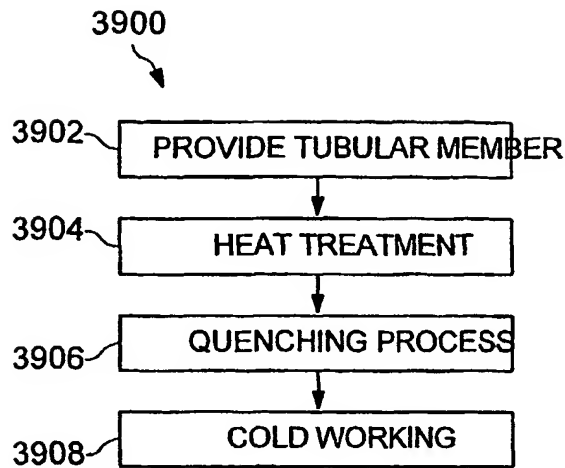 3900
3902
PROVIDE TUBULAR MEMBER
3904
HEAT TREATMENT
3906
QUENCHING PROCESS
3908
COLD WORKING